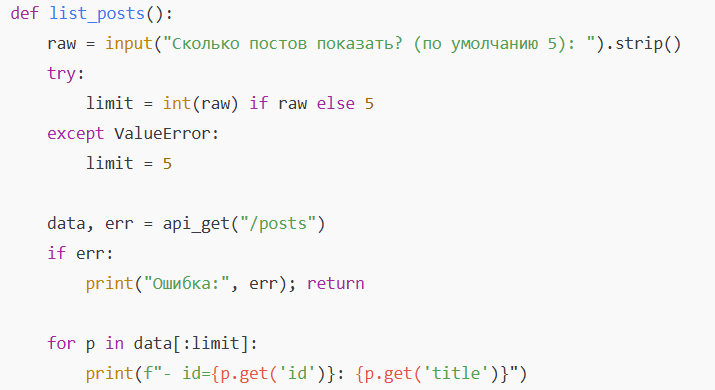 def list_posts():
    raw = input("Сколько постов показать? (по умолчанию 5): ").strip()
    try:
        limit = int(raw) if raw else 5
    except ValueError:
        limit = 5

    data, err = api_get("/posts")
    if err:
        print("Ошибка:", err); return

    for p in data[:limit]:
        print(f"- id={p.get('id')}: {p.get('title')}")